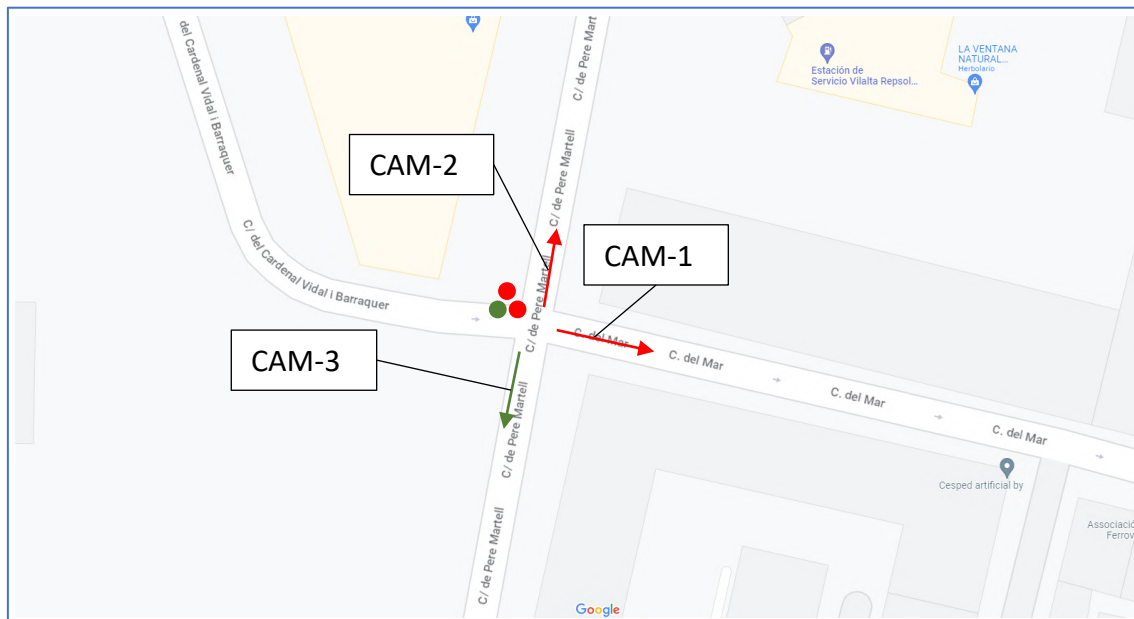 del Cardenal Vidal i Barraquer
C/ de Pere Martell
LA VENTANA
NATURAL...
Herbolario
Estación de
Servicio Vilalta Repsol...
CAM-2
C/ de Pere Martell
CAM-1
C/ del Cardenal Vidal i Barraquer
C/ de Pere Martell
C. del Mar
C. del Mar
C. del Mar
C. del Mar
CAM-3
C/ de Pere Martell
Cesped artificial by
C/ de Pere Martell
Associació
Ferrov
Google